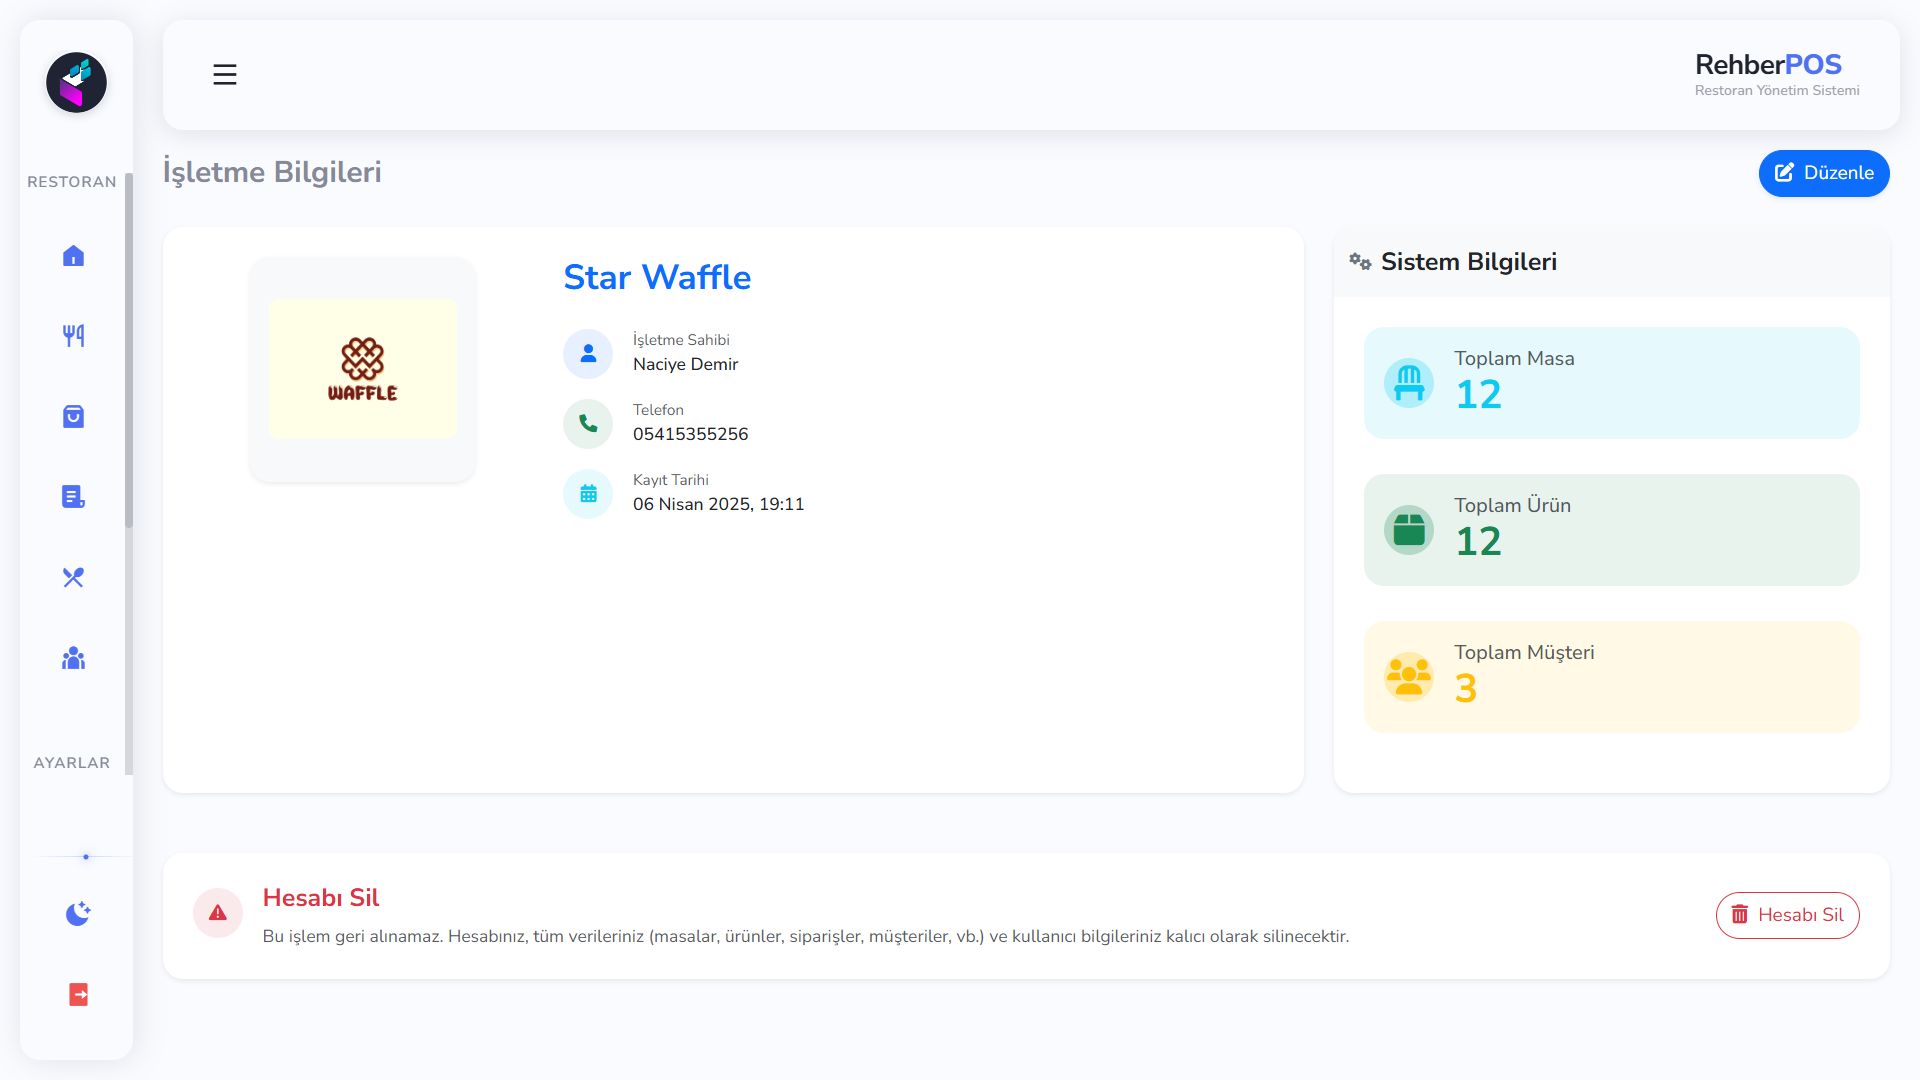 RehberPOS
Restoran Yönetim Sistemi
RESTORAN
AYARLAR
İşletme Bilgileri
Düzenle
WAFFLE
Star Waffle
İşletme Sahibi
Naciye Demir
Telefon
05415355256
Kayıt Tarihi
06 Nisan 2025, 19:11
Sistem Bilgileri
Toplam Masa
12
Toplam Ürün
12
Toplam Müşteri
3
Hesabı Sil
Bu işlem geri alınamaz. Hesabınız, tüm verileriniz (masalar, ürünler, siparişler, müşteriler, vb.) ve kullanıcı bilgileriniz kalıcı olarak silinecektir.
Hesabı Sil